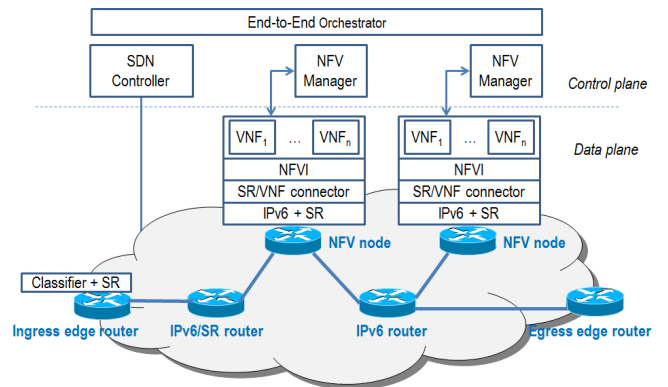 End-to-End Orchestrator
SDN
Controller
NFV
Manager
NFV
Manager
Control plane
Data plane
VNF1 … VNFn
NFVI
SR/VNF connector
IPv6 + SR
NFV node
VNF1 … VNFn
NFVI
SR/VNF connector
IPv6 + SR
NFV node
Classifier + SR
Ingress edge router
IPv6/SR router
IPv6 router
Egress edge router